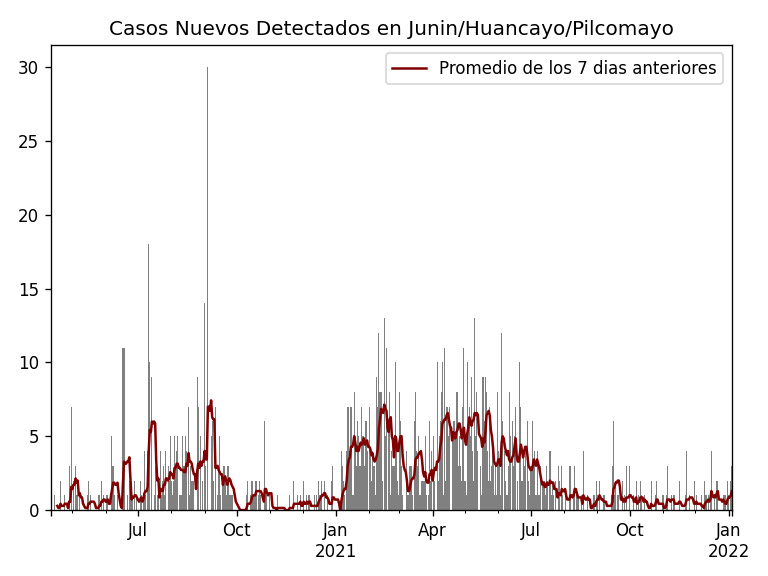 Casos Nuevos Detectados en Junin/Huancayo/Pilcomayo
Promedio de los 7 dias anteriores
30
25
20
15
10
5
0
Jul Oct Jan Apr Jul Oct Jan
2021 2022